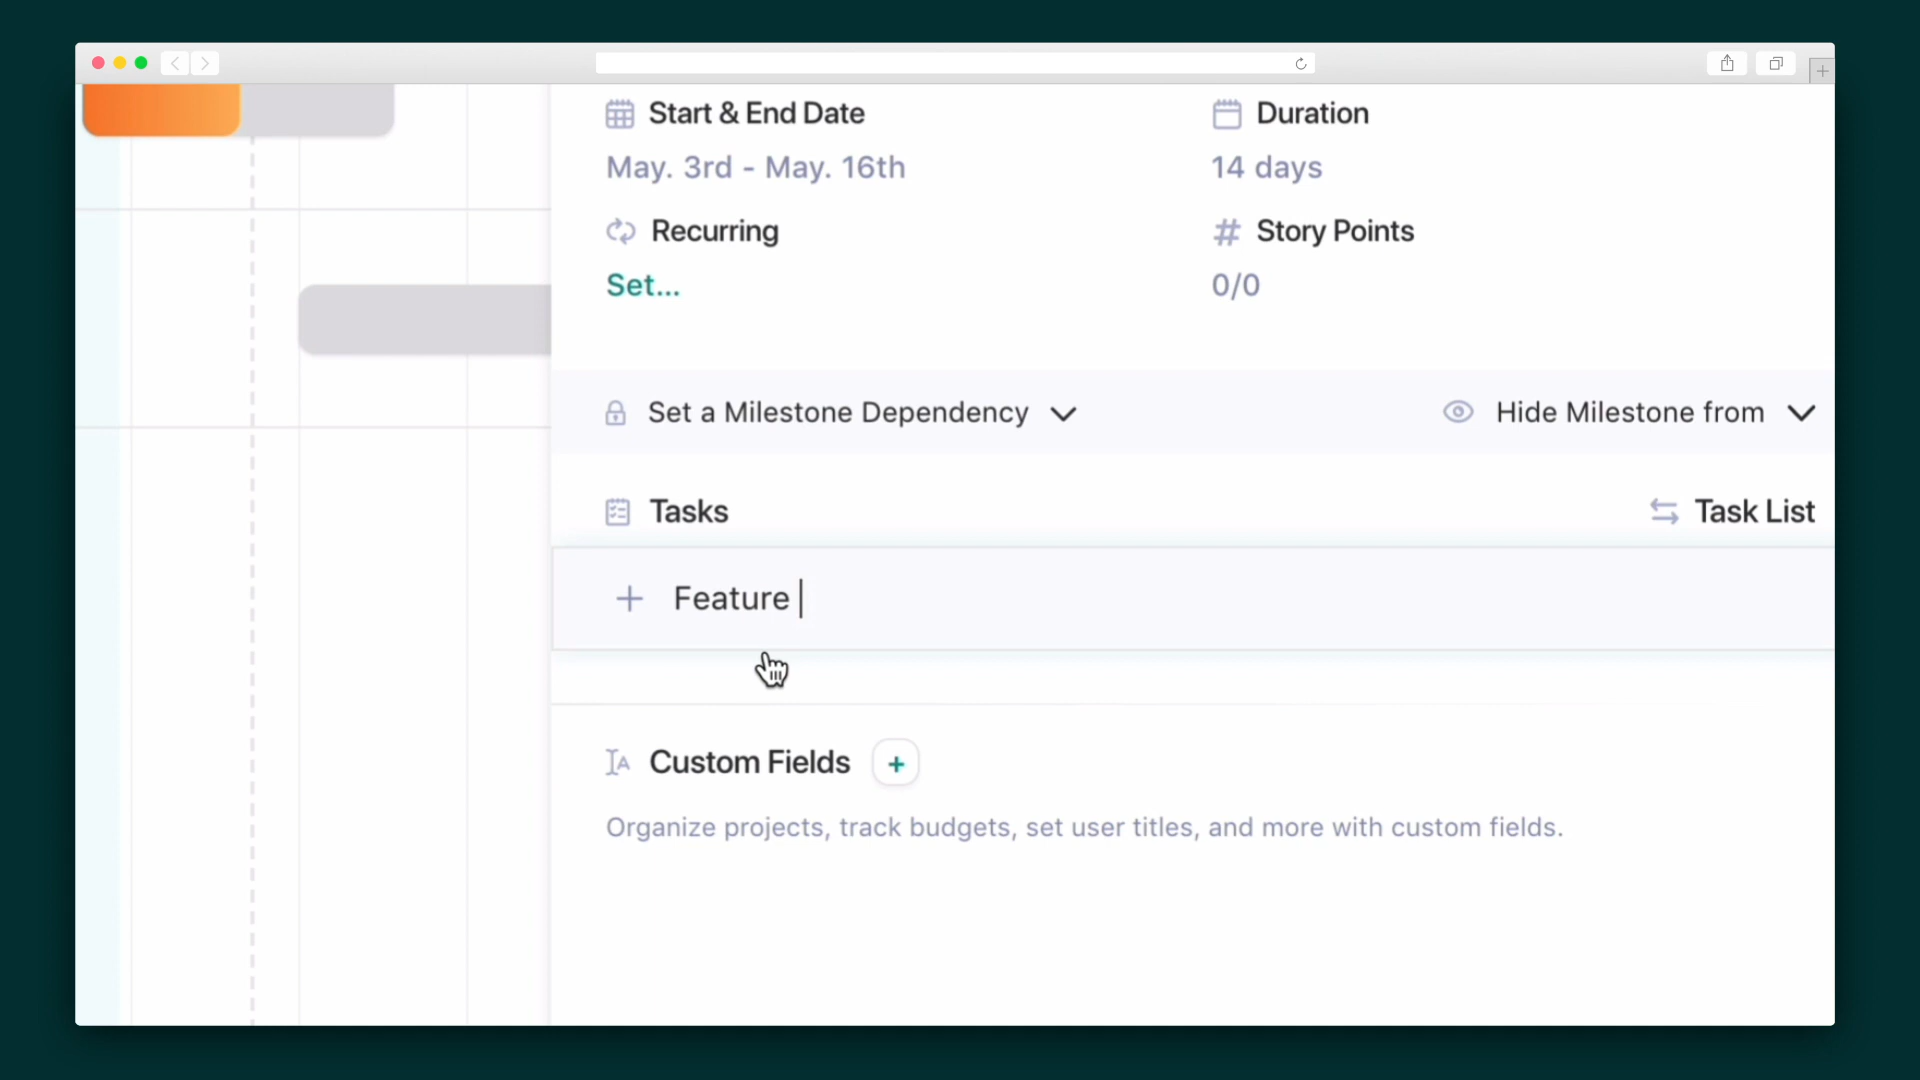 Start & End Date
Duration
May. 3rd - May. 16th
14 days
Recurring
Story Points
Set...
0/0
Set a Milestone Dependency
Hide Milestone from
Tasks
Task List
Feature
Custom Fields
Organize projects, track budgets, set user titles, and more with custom fields.